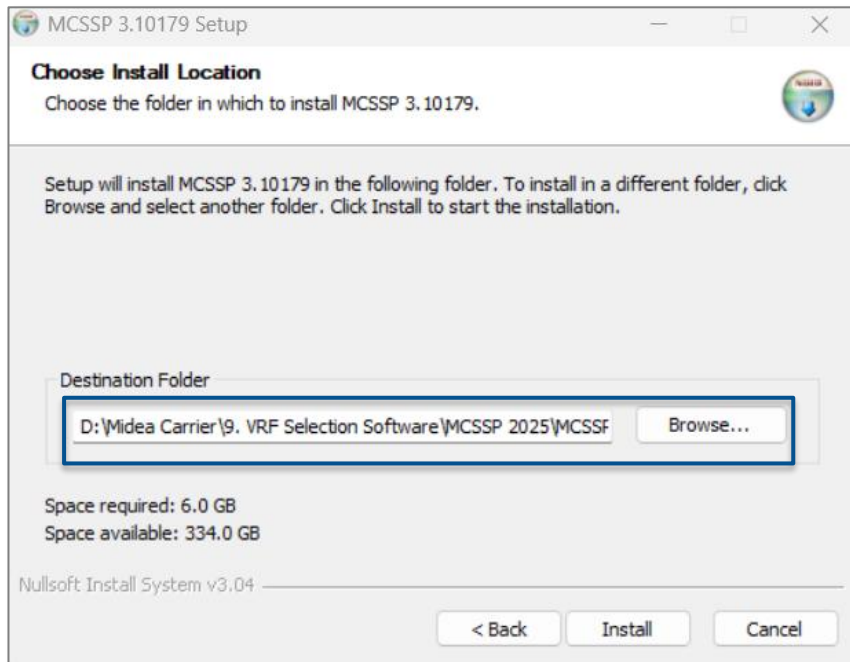 MCSSP 3.10179 Setup
Choose Install Location
Choose the folder in which to install MCSSP 3.10179.
Setup will install MCSSP 3.10179 in the following folder. To install in a different folder, click
Browse and select another folder. Click Install to start the installation.
Destination Folder
D:\Midea Carrier\9. VRF Selection Software\MCSSP 2025\MCSSP
Browse...
Space required: 6.0 GB
Space available: 334.0 GB
Nullsoft Install System v3.04
< Back
Install
Cancel